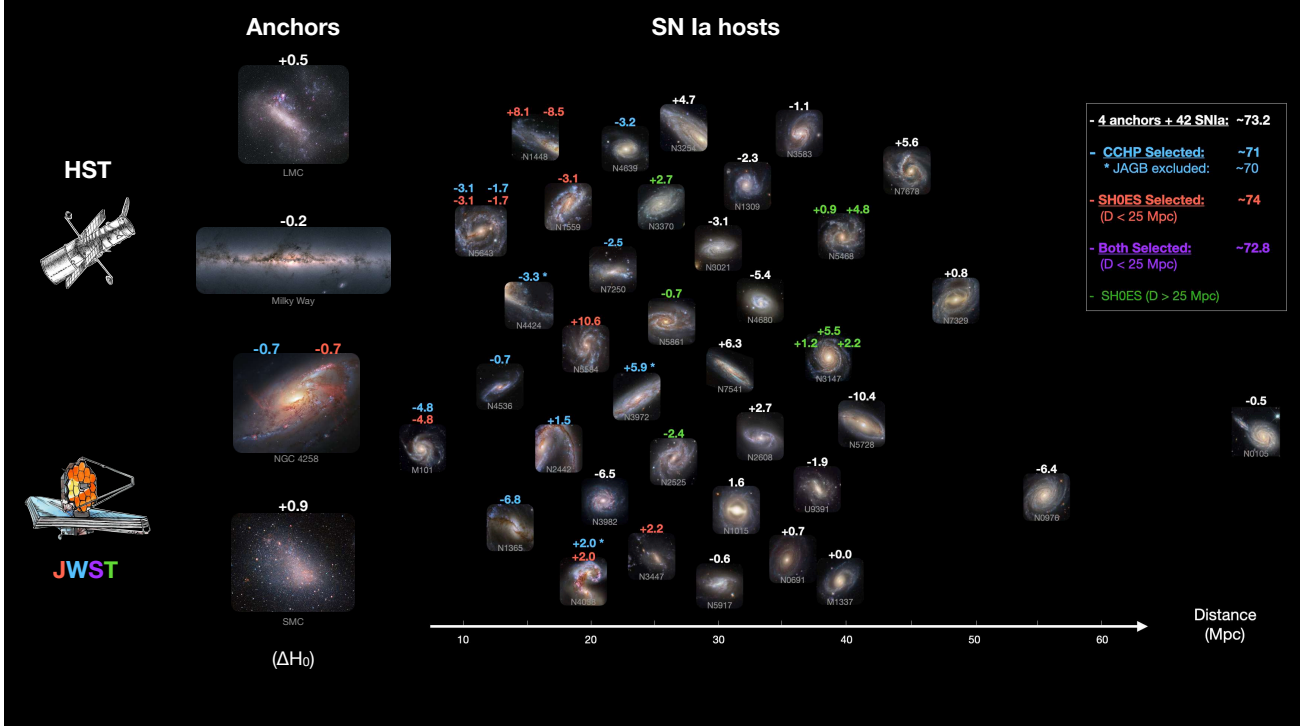 Anchors
SN Ia hosts
HST
JWST
+0.5
LMC
-0.2
Milky Way
-0.7 -0.7
NGC 4258
+0.9
SMC
(ΔH₀)
+8.1 -8.5
N1448
-3.2
N4639
+4.7
N3254
-1.1
N3583
+5.6
N7678
-3.1 -1.7
-3.1 -1.7
N5643
-3.1
N1559
+2.7
N3370
-2.3
N1309
+0.9 +4.8
N5468
-2.5
N7250
-3.1
N3021
-3.3 *
N4424
-0.7
N5861
-5.4
N4680
+0.8
N7329
+10.6
N5584
+6.3
N7541
+5.5
+1.2 +2.2
N3147
-0.7
N4536
+5.9 *
N3972
-4.8
-4.8
M101
+1.5
N2442
-2.4
N2525
+2.7
N2608
-10.4
N5728
-0.5
N0105
-6.5
N3982
1.6
N1015
-1.9
U9391
-6.4
N0976
-6.8
N1365
+2.0 *
+2.0
N4038
+2.2
N3447
-0.6
N5917
+0.7
N0691
+0.0
M1337
10 20 30 40 50 60
Distance
(Mpc)
- 4 anchors + 42 SNIa: ~73.2
- CCHP Selected: ~71
* JAGB excluded: ~70
- SH0ES Selected: ~74
(D < 25 Mpc)
- Both Selected: ~72.8
(D < 25 Mpc)
- SH0ES (D > 25 Mpc)